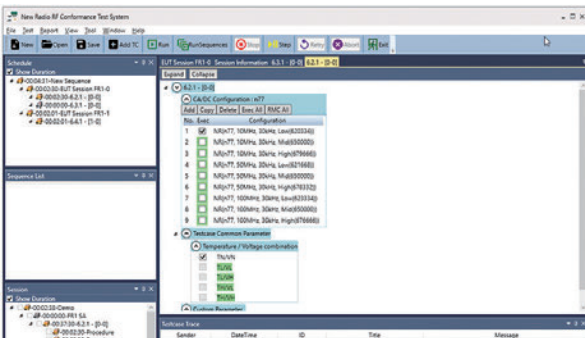 New Radio RF Conformance Test System
File Test Report View Tool Window Help
New Open Save Add TC Run RunSequences Stop Step Retry Abort Exit
Schedule
Show Duration
00:04:31-New Sequence
00:02:30-EUT Session FR1-0
00:02:30-6.2.1 - [0-0]
00:00:00-6.3.1 - [0-0]
00:02:01-EUT Session FR1-1
00:02:01-6.4.1 - [1-0]
Sequence List
Session
Show Duration
00:02:30-Demo
00:00:00-FR1 SA
00:37:30-6.2.1 - [0-0]
00:02:30-Procedure
EUT Session FR1-0 Session Information 6.3.1 - [0-0] 6.2.1 - [0-0]
Expand Collapse
6.2.1 - [0-0]
CA/DC Configuration : n77
Add Copy Delete Exec All RMC All
No. Exec Configuration
1 NR(n77, 10MHz, 30kHz, Low(620334))
2 NR(n77, 10MHz, 30kHz, Mid(650000))
3 NR(n77, 10MHz, 30kHz, High(679666))
4 NR(n77, 50MHz, 30kHz, Low(621668))
5 NR(n77, 50MHz, 30kHz, Mid(650000))
6 NR(n77, 50MHz, 30kHz, High(678332))
7 NR(n77, 100MHz, 30kHz, Low(623334))
8 NR(n77, 100MHz, 30kHz, Mid(650000))
9 NR(n77, 100MHz, 30kHz, High(676666))
Testcase Common Parameter
Temperature / Voltage combination
TN/VN
TL/VL
TL/VH
TH/VL
TH/VH
Custom Parameter
Testcase Trace
Sender DateTime ID Title Message